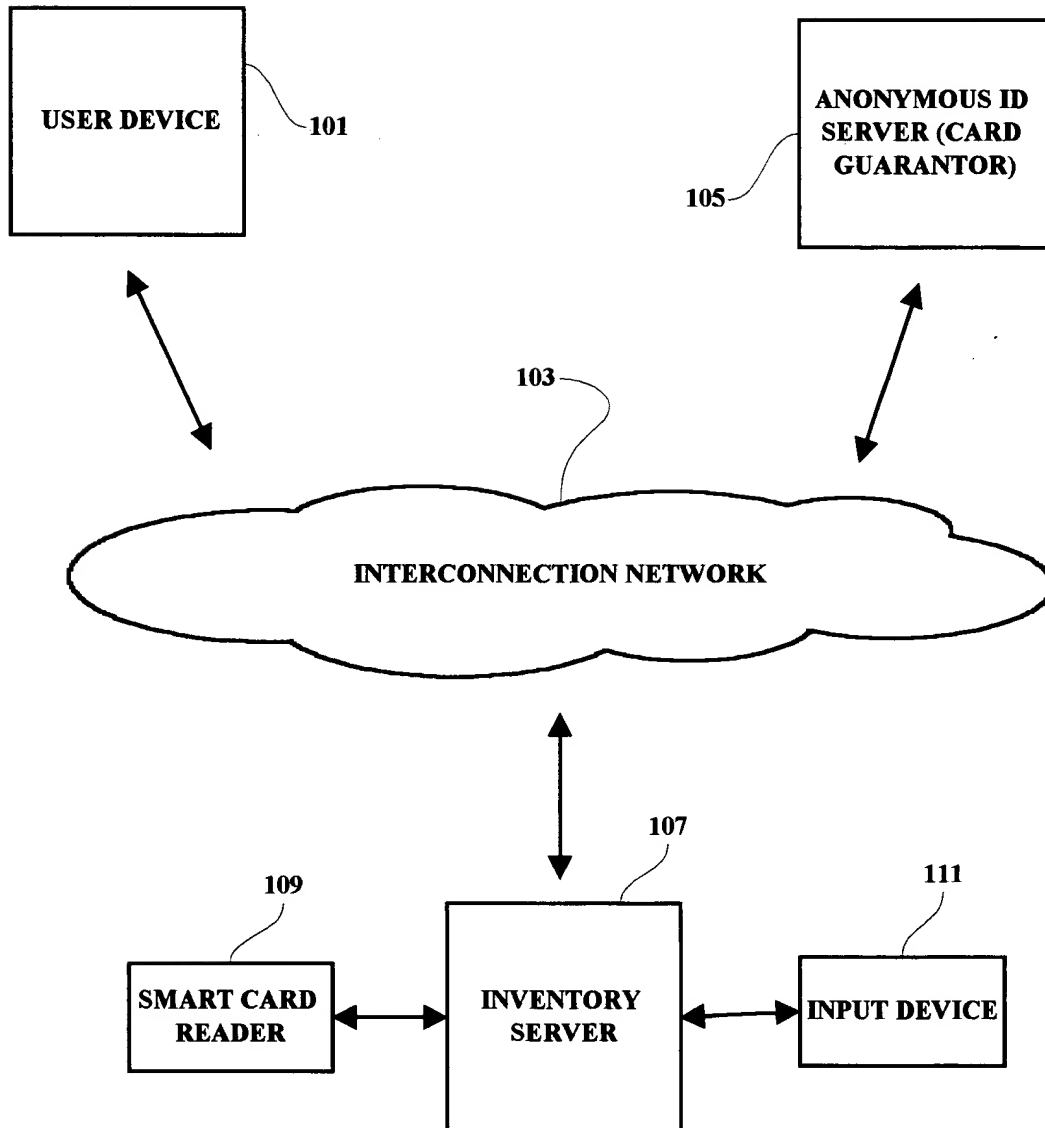 USER DEVICE
101
ANONYMOUS ID
SERVER (CARD
GUARANTOR)
105
103
INTERCONNECTION NETWORK
107
109
111
SMART CARD
READER
INVENTORY
SERVER
INPUT DEVICE